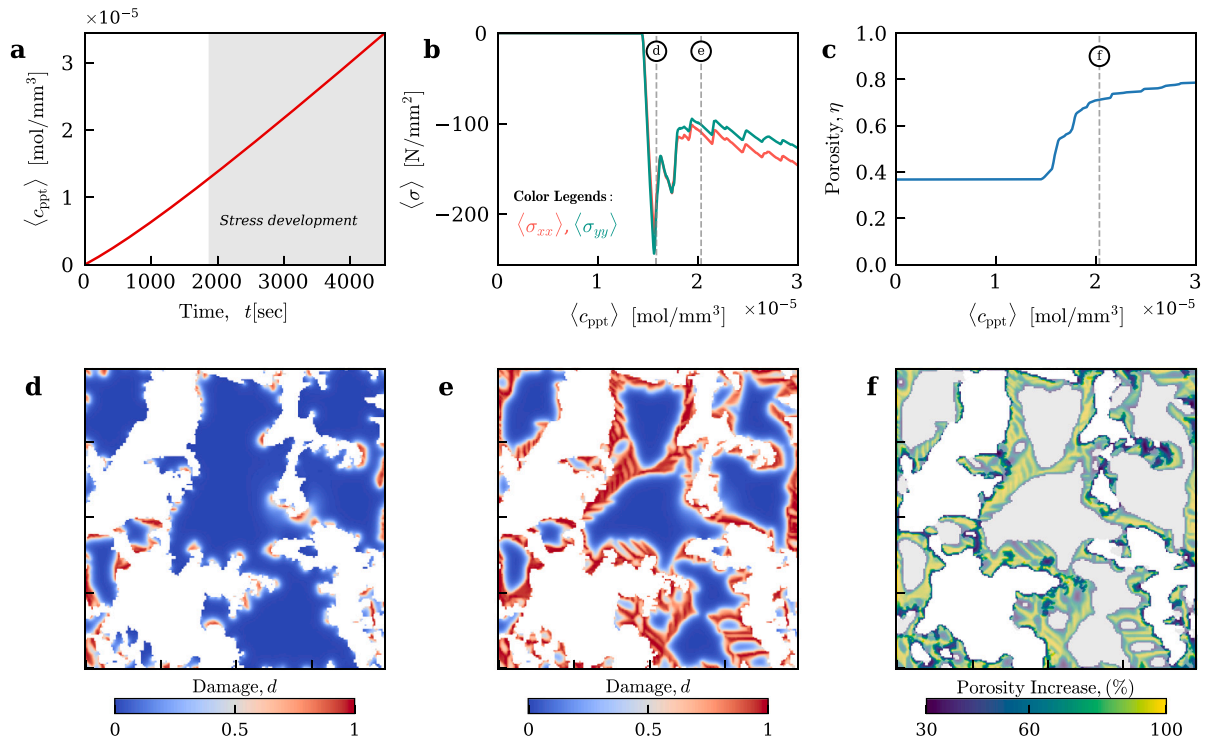 a
×10⁻⁵
3
2
1
0
⟨c_ppt⟩ [mol/mm³]
Stress development
0 1000 2000 3000 4000
Time, t[sec]
b
0
−100
−200
⟨σ⟩ [N/mm²]
d e
Color Legends:
⟨σ_xx⟩, ⟨σ_yy⟩
0 1 2 3
⟨c_ppt⟩ [mol/mm³] ×10⁻⁵
c
1.0
0.8
0.6
0.4
0.2
0.0
Porosity, η
f
0 1 2 3
⟨c_ppt⟩ [mol/mm³] ×10⁻⁵
d
Damage, d
0 0.5 1
e
Damage, d
0 0.5 1
f
Porosity Increase, (%)
30 60 100